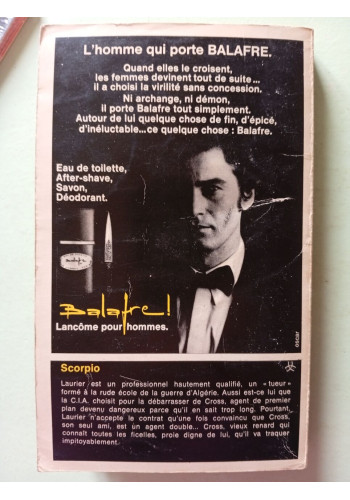 L'homme qui porte BALAFRE.
Quand elles le croisent,
les femmes devinent tout de suite...
il a choisi la virilité sans concession.
Ni archange, ni démon,
il porte Balafre tout simplement.
Autour de lui quelque chose de fin, d'épicé,
d'inéluctable...ce quelque chose : Balafre.
Eau de toilette,
After-shave,
Savon,
Déodorant.
Balafre!
Lancôme pour hommes.
oscar
Scorpio
Laurier est un professionnel hautement qualifié, un « tueur »
formé à la rude école de la guerre d'Algérie. Aussi est-ce lui que
la C.I.A. choisit pour la débarrasser de Cross, agent de premier
plan devenu dangereux parce qu'il en sait trop long. Pourtant,
Laurier n'accepte le contrat qu'une fois convaincu que Cross,
son seul ami, est un agent double... Cross, vieux renard qui
connaît toutes les ficelles, proie digne de lui, qu'il va traquer
impitoyablement.